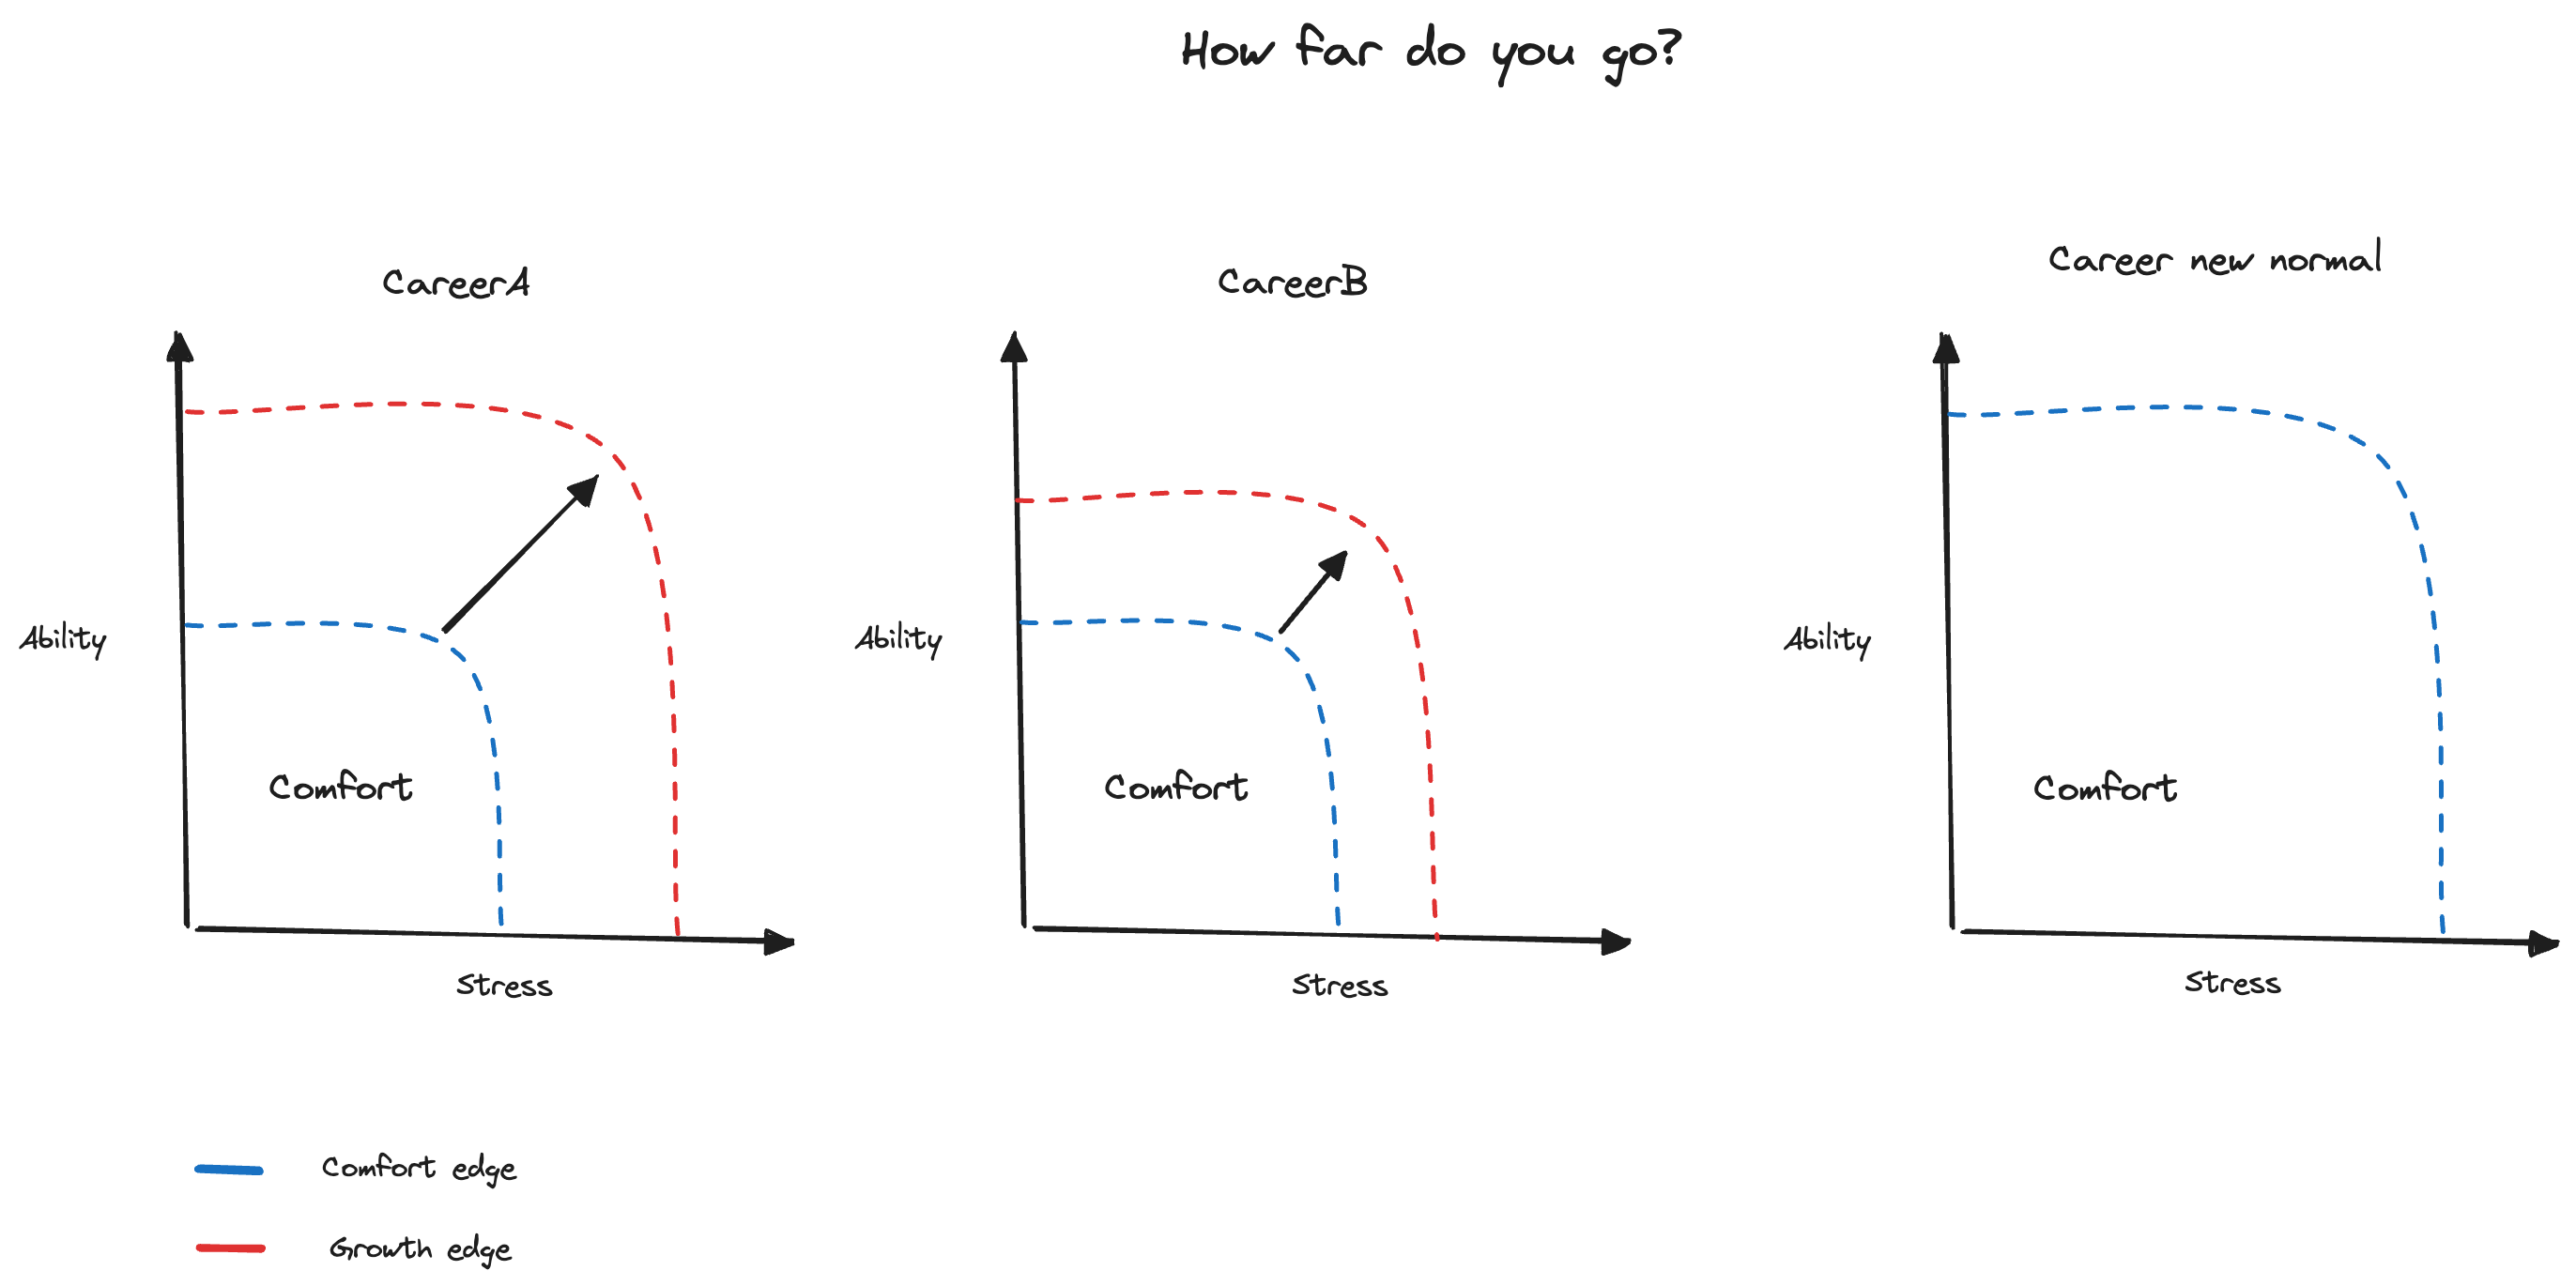 How far do you go?
CareerA
CareerB
Career new normal
Ability
Ability
Ability
Comfort
Comfort
Comfort
Stress
Stress
Stress
Comfort edge
Growth edge